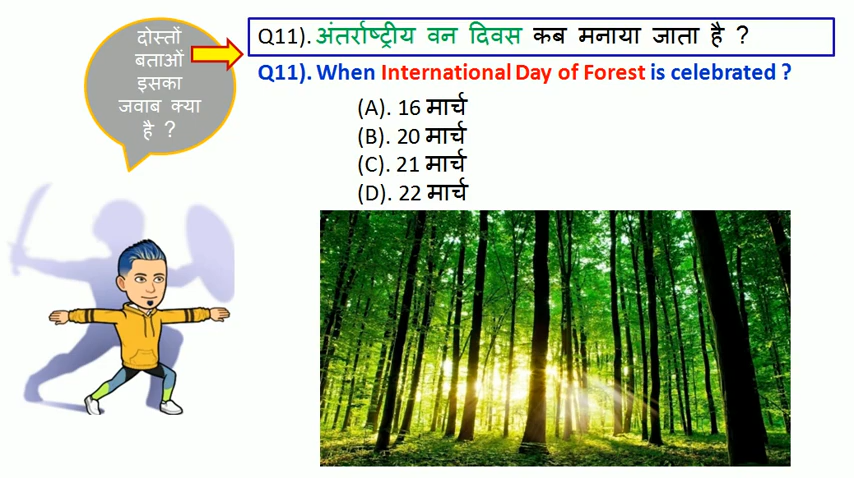 दोस्तों
बताओं
इसका
जवाब क्या
है ?
Q11). अंतर्राष्ट्रीय वन दिवस कब मनाया जाता है ?
Q11). When International Day of Forest is celebrated ?
(A). 16 मार्च
(B). 20 मार्च
(C). 21 मार्च
(D). 22 मार्च